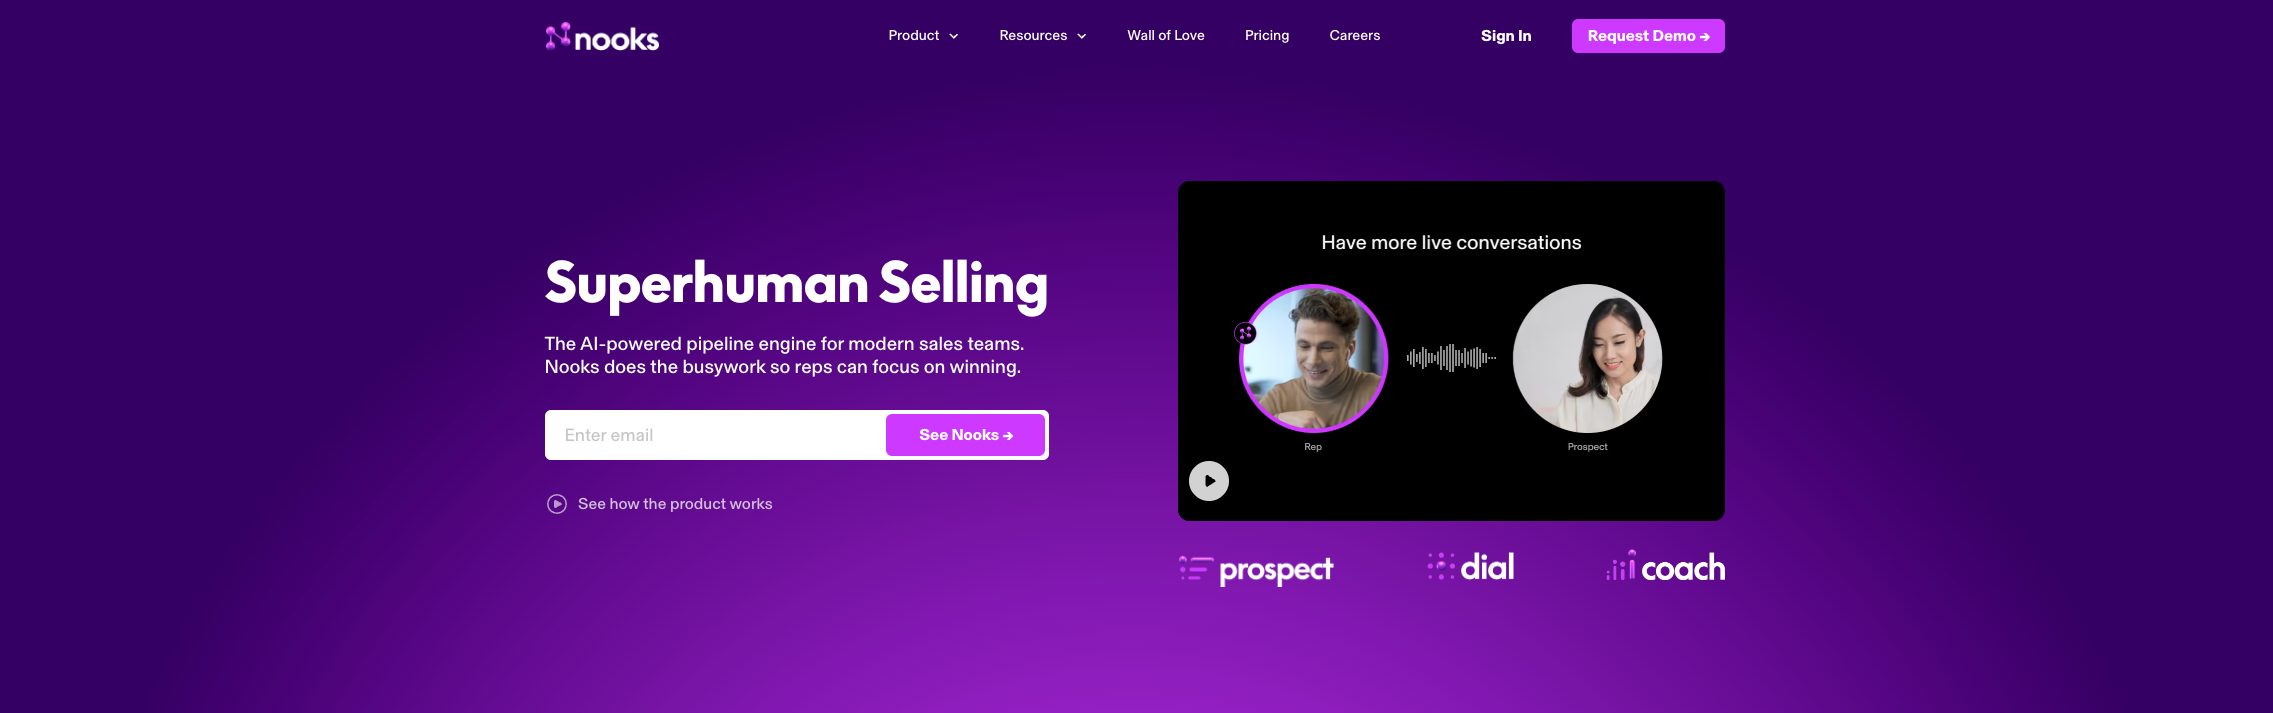 nooks
Product
Resources
Wall of Love
Pricing
Careers
Sign In
Request Demo →
Superhuman Selling
The AI-powered pipeline engine for modern sales teams.
Nooks does the busywork so reps can focus on winning.
Enter email
See Nooks →
See how the product works
Have more live conversations
Rep
Prospect
prospect
dial
coach